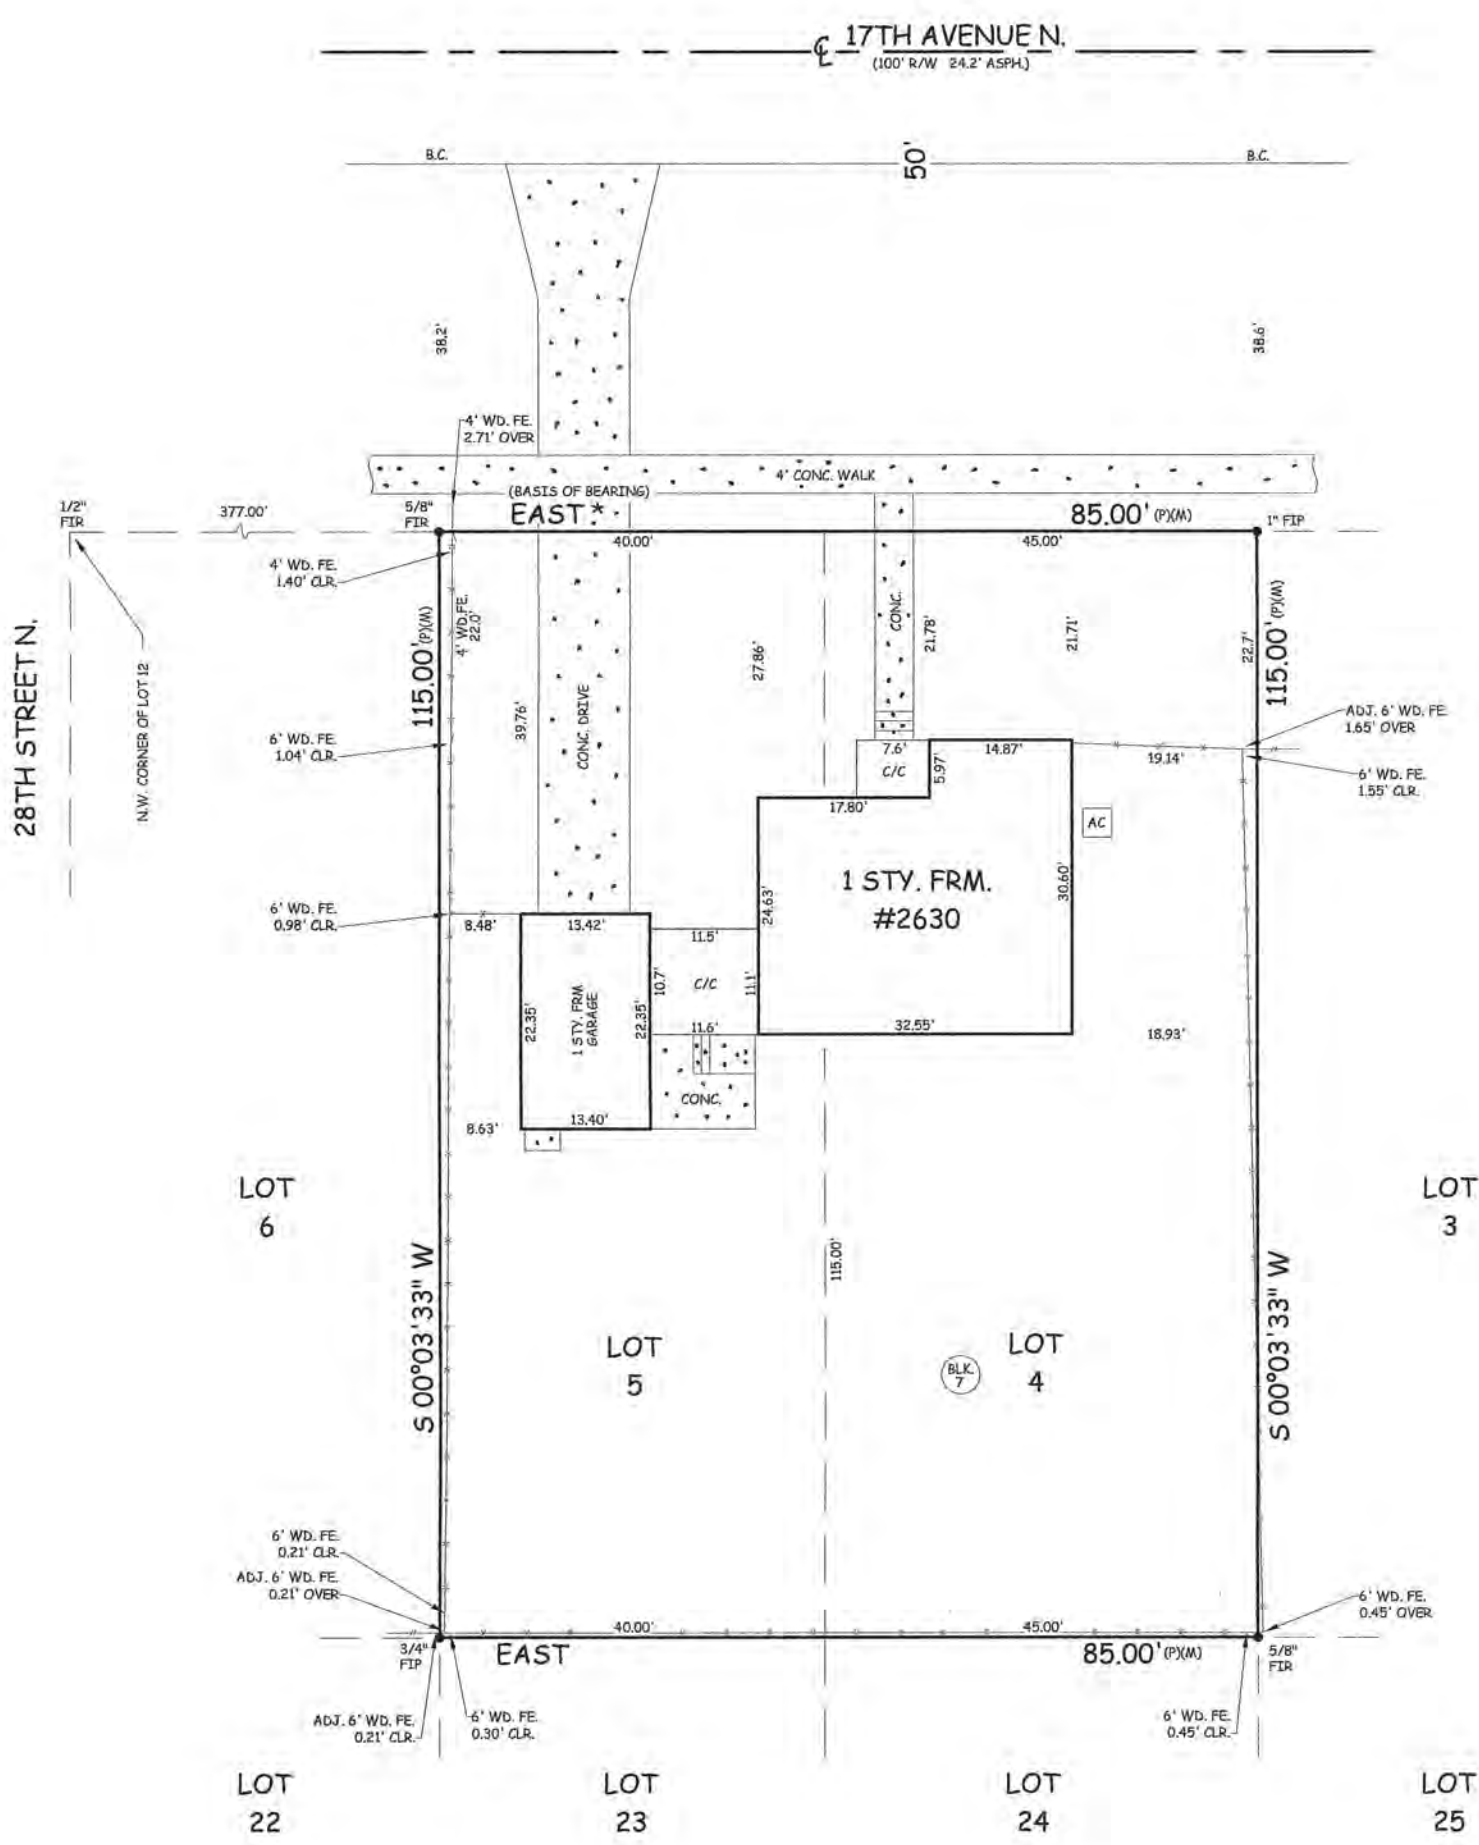 ℄ 17TH AVENUE N.
(100' R/W 24.2' ASPH.)
B.C.
50'
B.C.
38.2'
38.6'
4' WD. FE.
2.71' OVER
4' CONC. WALK
(BASIS OF BEARING)
1/2"
FIR
377.00'
5/8"
FIR
EAST *
85.00' (P)(M)
1" FIP
40.00'
45.00'
4' WD. FE.
1.40' CLR.
4' WD.FE.
22.0'
115.00' (P)(M)
28TH STREET N.
N.W. CORNER OF LOT 12
CONC.
21.78'
21.71'
22.7'
115.00' (P)(M)
27.86'
39.76'
CONC. DRIVE
6' WD. FE.
1.04' CLR.
ADJ. 6' WD. FE.
1.65' OVER
7.6'
C/C
5.97'
14.87'
19.14'
6' WD. FE.
1.55' CLR.
17.80'
AC
1 STY. FRM.
#2630
24.63'
30.60'
6' WD. FE.
0.98' CLR.
8.48'
13.42'
11.5'
10.7'
C/C
11.1'
22.35'
1 STY. FRM.
GARAGE
22.35'
11.6'
32.55'
18.93'
CONC.
8.63'
13.40'
LOT
6
LOT
3
115.00'
S 00°03'33" W
S 00°03'33" W
LOT
5
BLK.
7
LOT
4
6' WD. FE.
0.21' CLR.
ADJ. 6' WD. FE.
0.21' OVER
6' WD. FE.
0.45' OVER
40.00'
45.00'
3/4"
FIP
EAST
85.00' (P)(M)
5/8"
FIR
ADJ. 6' WD. FE.
0.21' CLR.
6' WD. FE.
0.30' CLR.
6' WD. FE.
0.45' CLR.
LOT
22
LOT
23
LOT
24
LOT
25